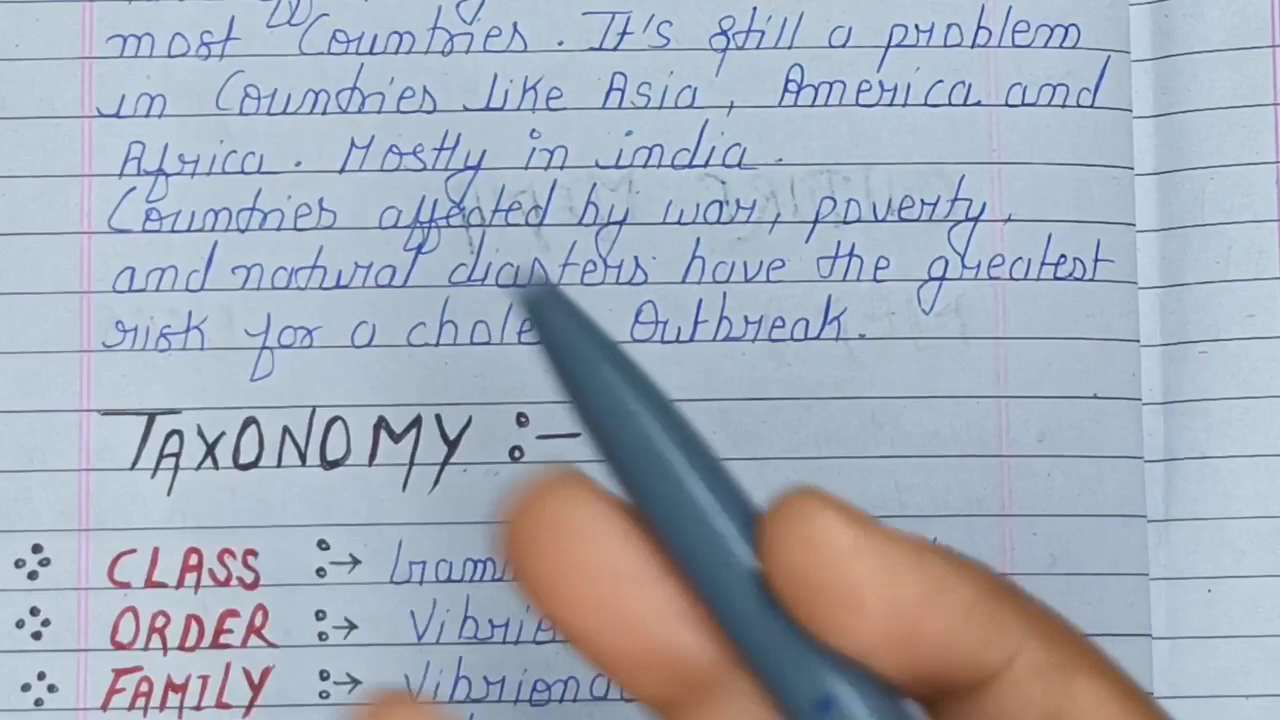 most Countries. It's still a problem
in Countries like Asia, America and
Africa. Mostly in india.
Countries affected by war, poverty,
and natural diasters have the greatest
risk for a Outbreak.
TAXONOMY :-
CLASS :→
ORDER :→
FAMILY :→